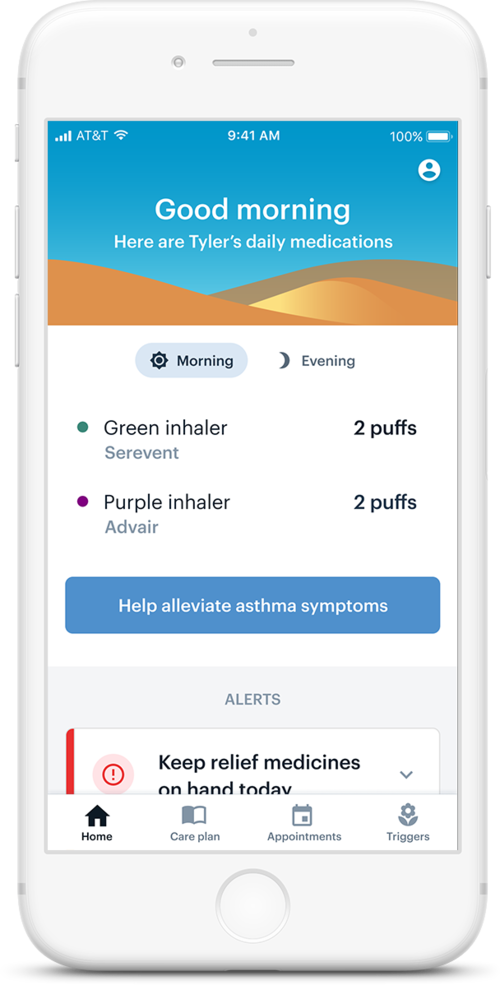 AT&T 9:41 AM 100%
Good morning
Here are Tyler’s daily medications
Morning Evening
Green inhaler 2 puffs
Serevent
Purple inhaler 2 puffs
Advair
Help alleviate asthma symptoms
ALERTS
Keep relief medicines
on hand today
Home Care plan Appointments Triggers